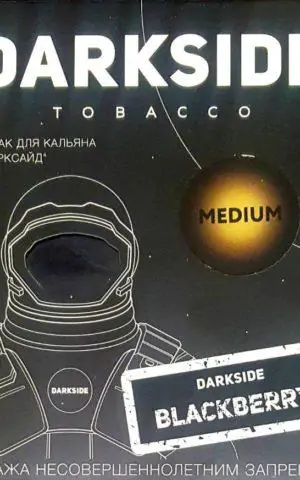 DARKSIDE
TOBACCO
АК ДЛЯ КАЛЬЯНА
РКСАЙД"
MEDIUM
DARKSIDE
DARKSIDE
BLACKBERRY
АЖА НЕСОВЕРШЕННОЛЕТНИМ ЗАПРЕ